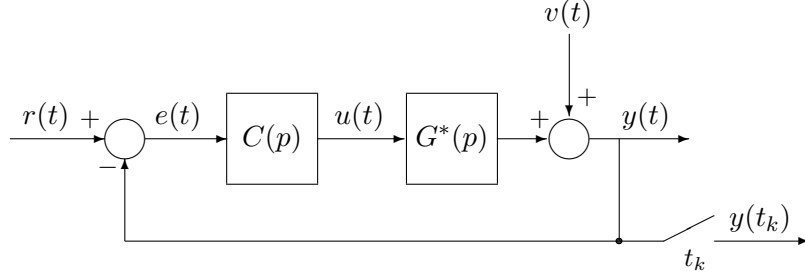 v(t)
+
r(t) + e(t) C(p) u(t) G*(p) + y(t)
−
y(t_k)
t_k